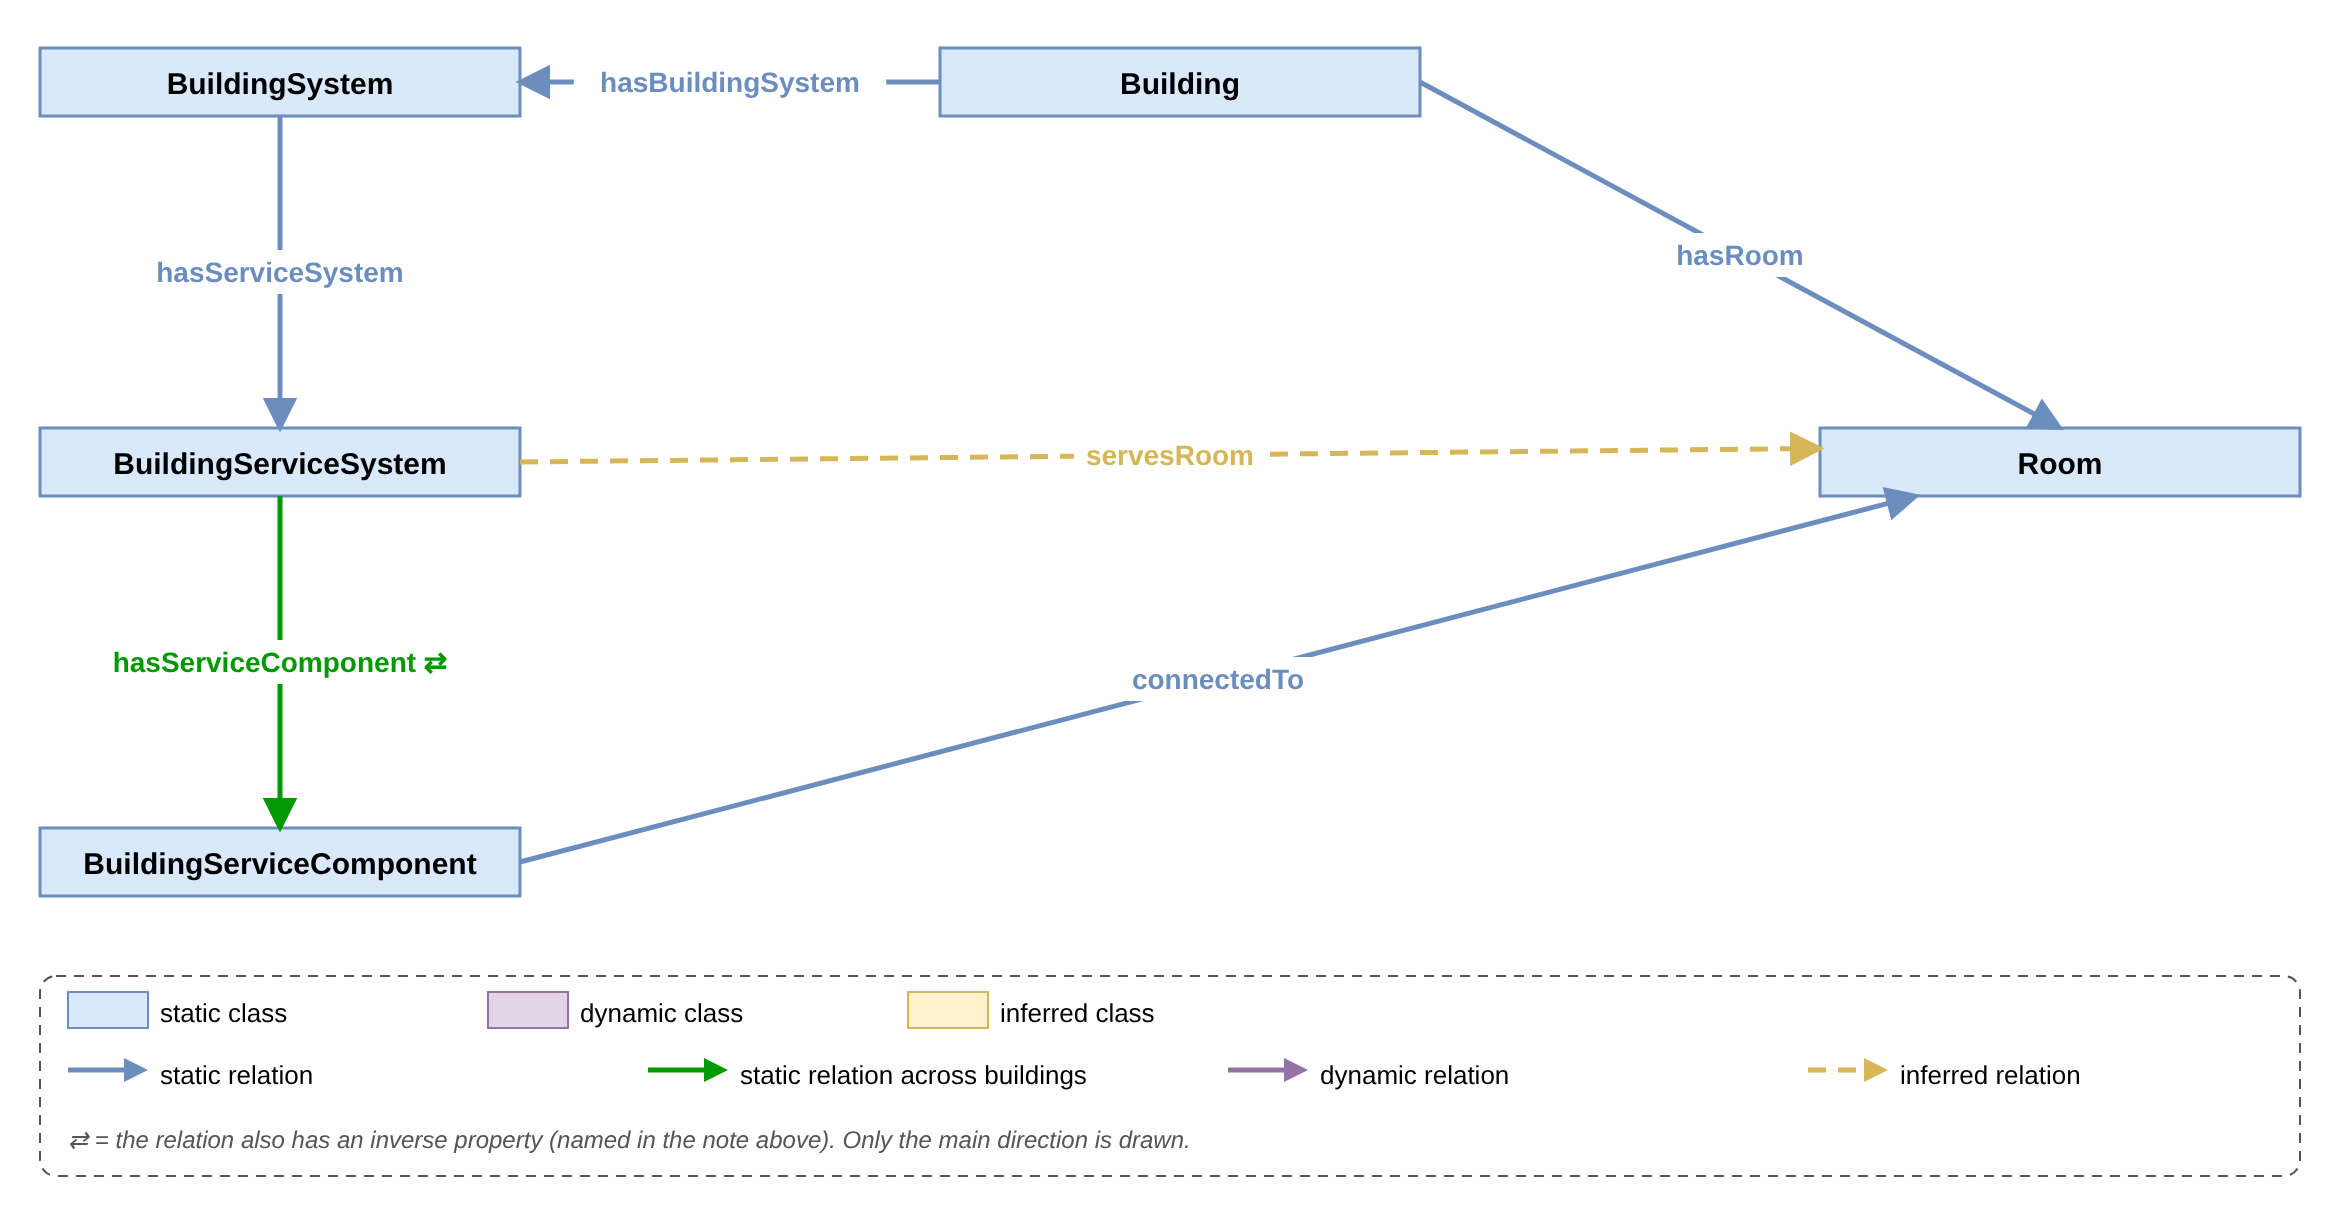 BuildingSystem
hasBuildingSystem
Building
hasServiceSystem
hasRoom
BuildingServiceSystem
servesRoom
Room
hasServiceComponent ⇄
connectedTo
BuildingServiceComponent
static class
dynamic class
inferred class
static relation
static relation across buildings
dynamic relation
inferred relation
⇄ = the relation also has an inverse property (named in the note above). Only the main direction is drawn.